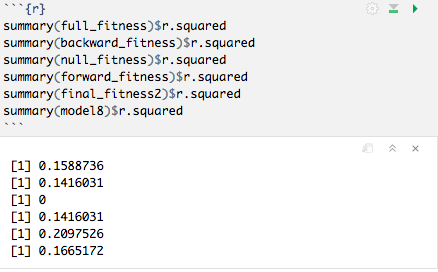 ```{r}
summary(full_fitness)$r.squared
summary(backward_fitness)$r.squared
summary(null_fitness)$r.squared
summary(forward_fitness)$r.squared
summary(final_fitness2)$r.squared
summary(model8)$r.squared
```
[1] 0.1588736
[1] 0.1416031
[1] 0
[1] 0.1416031
[1] 0.2097526
[1] 0.1665172